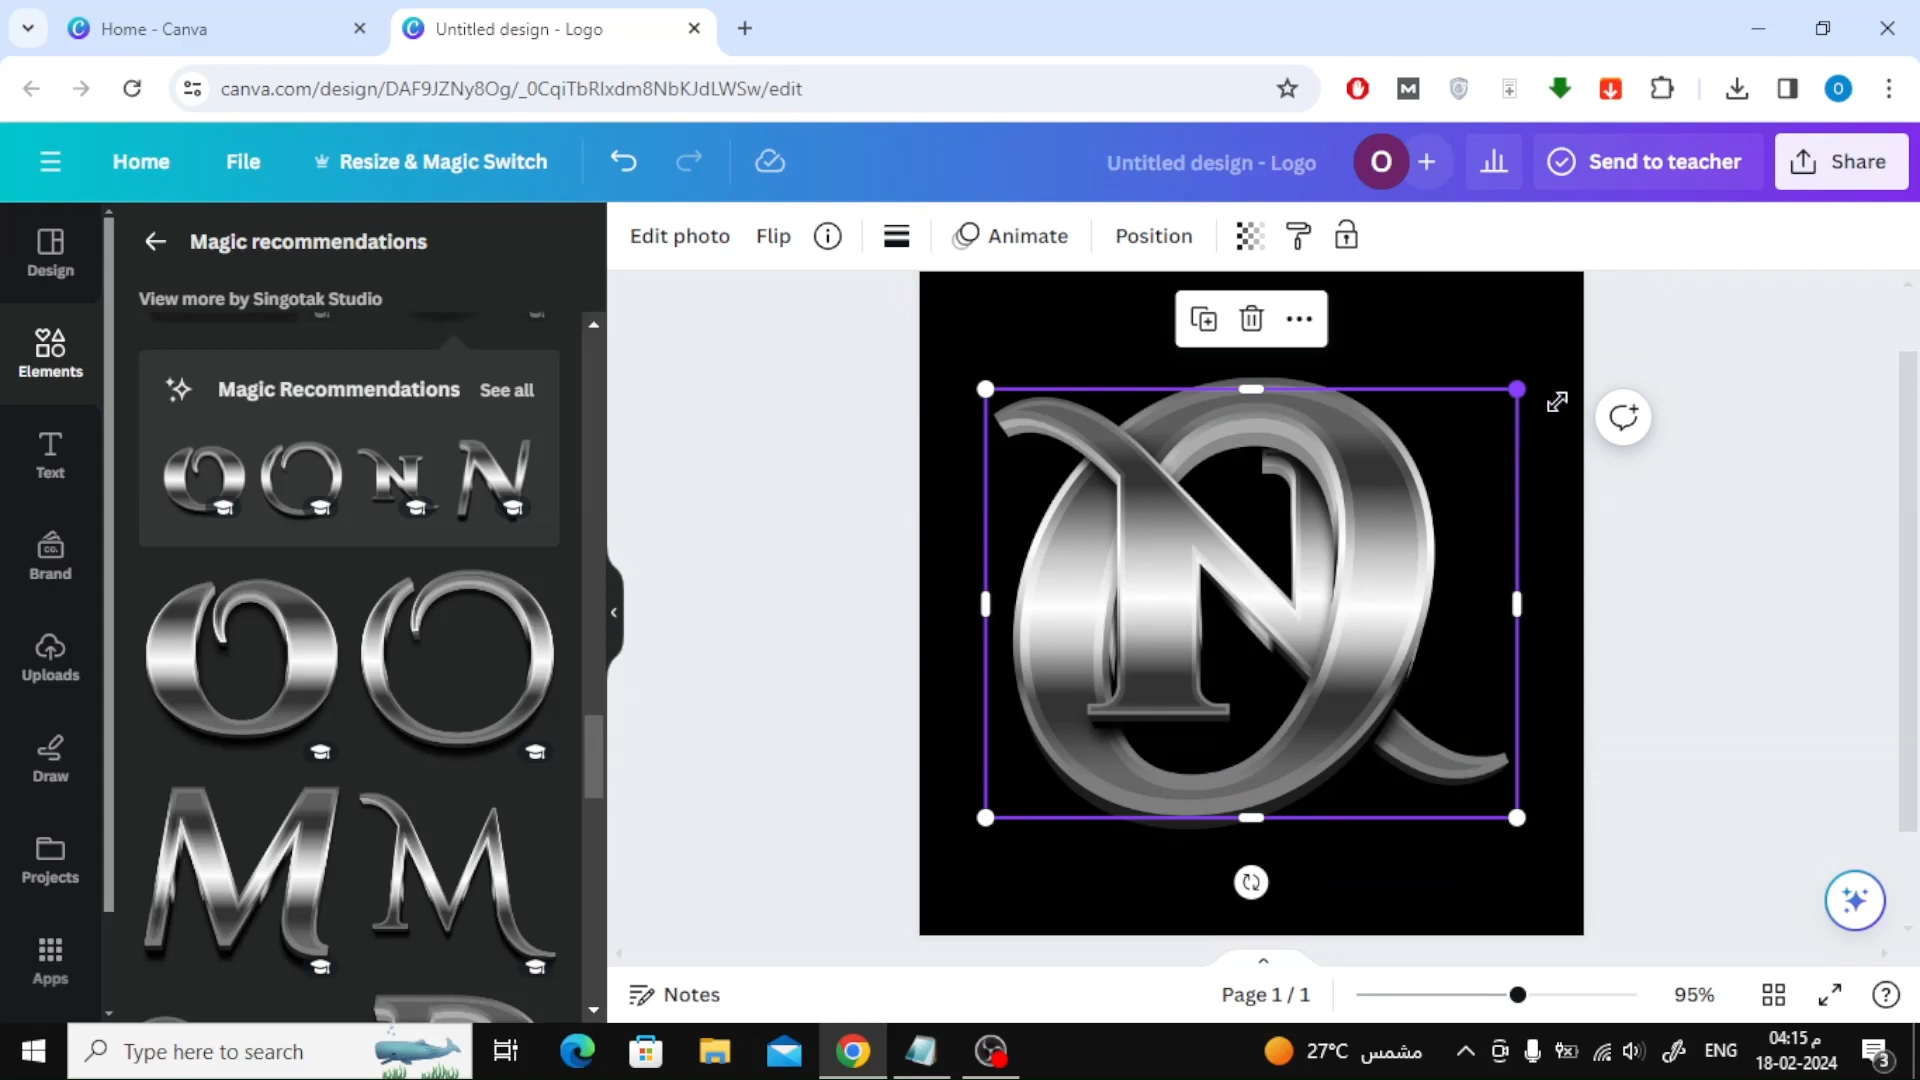 Home - Canva
Untitled design - Logo
canva.com/design/DAF9JZNy8Og/_0CqiTbRIxdm8NbKJdLWSw/edit
O
Home
File
Resize & Magic Switch
Untitled design - Logo
O
Send to teacher
Share
Design
Elements
Text
Brand
CO.
Uploads
Draw
Projects
Apps
Magic recommendations
View more by Singotak Studio
Magic Recommendations
See all
O O N N
O O
M M
Edit photo
Flip
Animate
Position
O N
Notes
Page 1 / 1
95%
Type here to search
27°C مشمس
ENG
04:15 م
18-02-2024
3